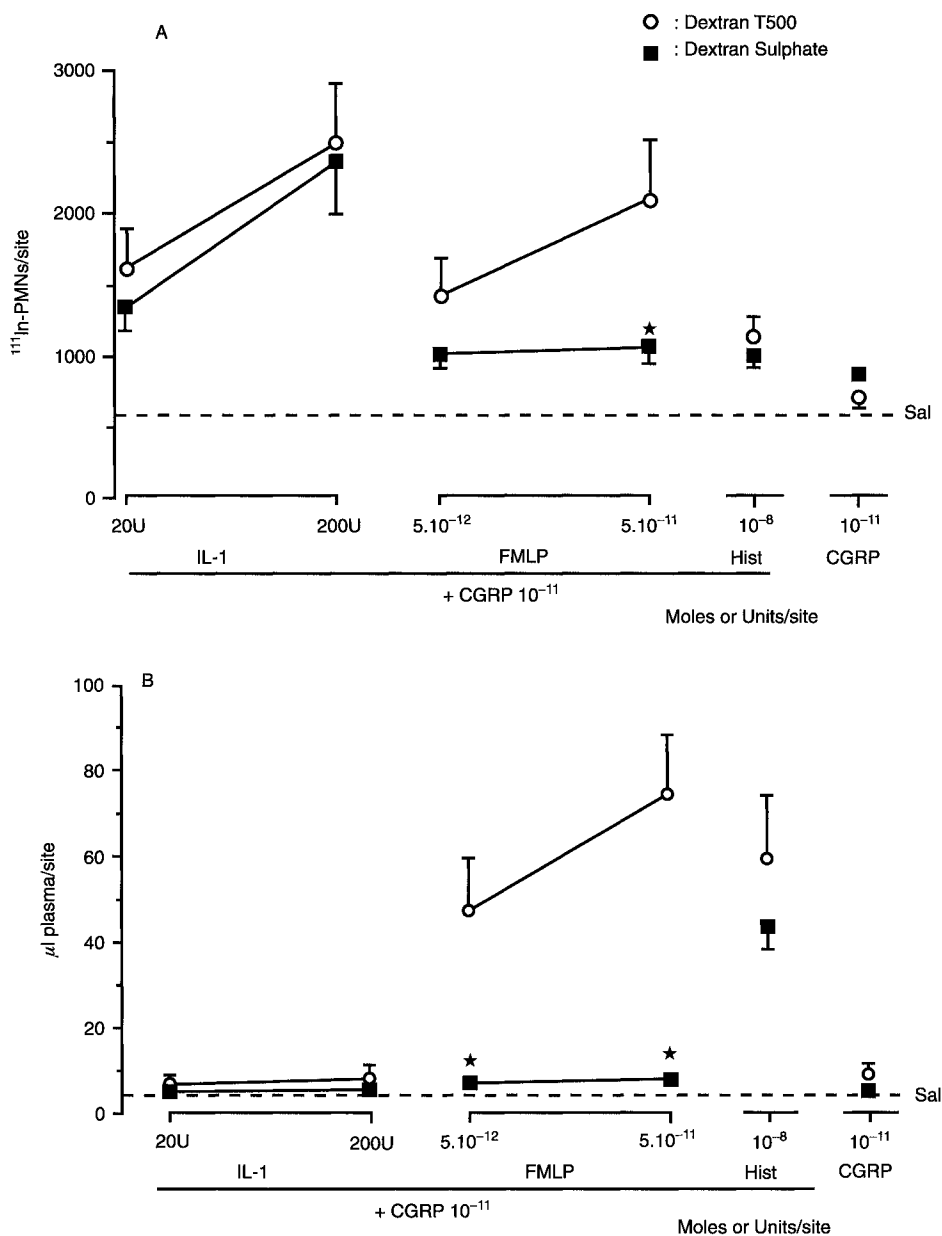 A
: Dextran T500
: Dextran Sulphate
3000
2000
1000
0
¹¹¹In-PMNs/site
Sal
20U 200U 5.10⁻¹² 5.10⁻¹¹ 10⁻⁸ 10⁻¹¹
IL-1 FMLP Hist CGRP
+ CGRP 10⁻¹¹
Moles or Units/site
B
100
80
60
40
20
0
μl plasma/site
Sal
20U 200U 5.10⁻¹² 5.10⁻¹¹ 10⁻⁸ 10⁻¹¹
IL-1 FMLP Hist CGRP
+ CGRP 10⁻¹¹
Moles or Units/site